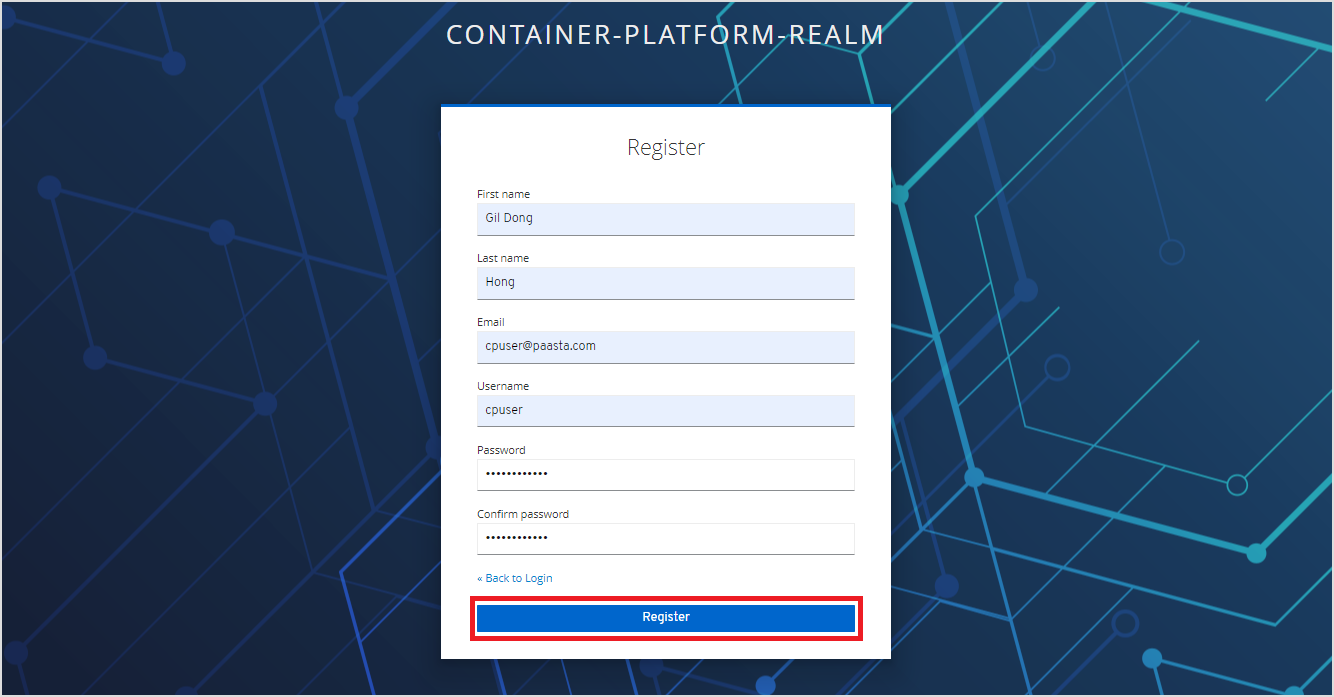 CONTAINER-PLATFORM-REALM
Register
First name
Gil Dong
Last name
Hong
Email
cpuser@paasta.com
Username
cpuser
Password
••••••••••••
Confirm password
••••••••••••
« Back to Login
Register